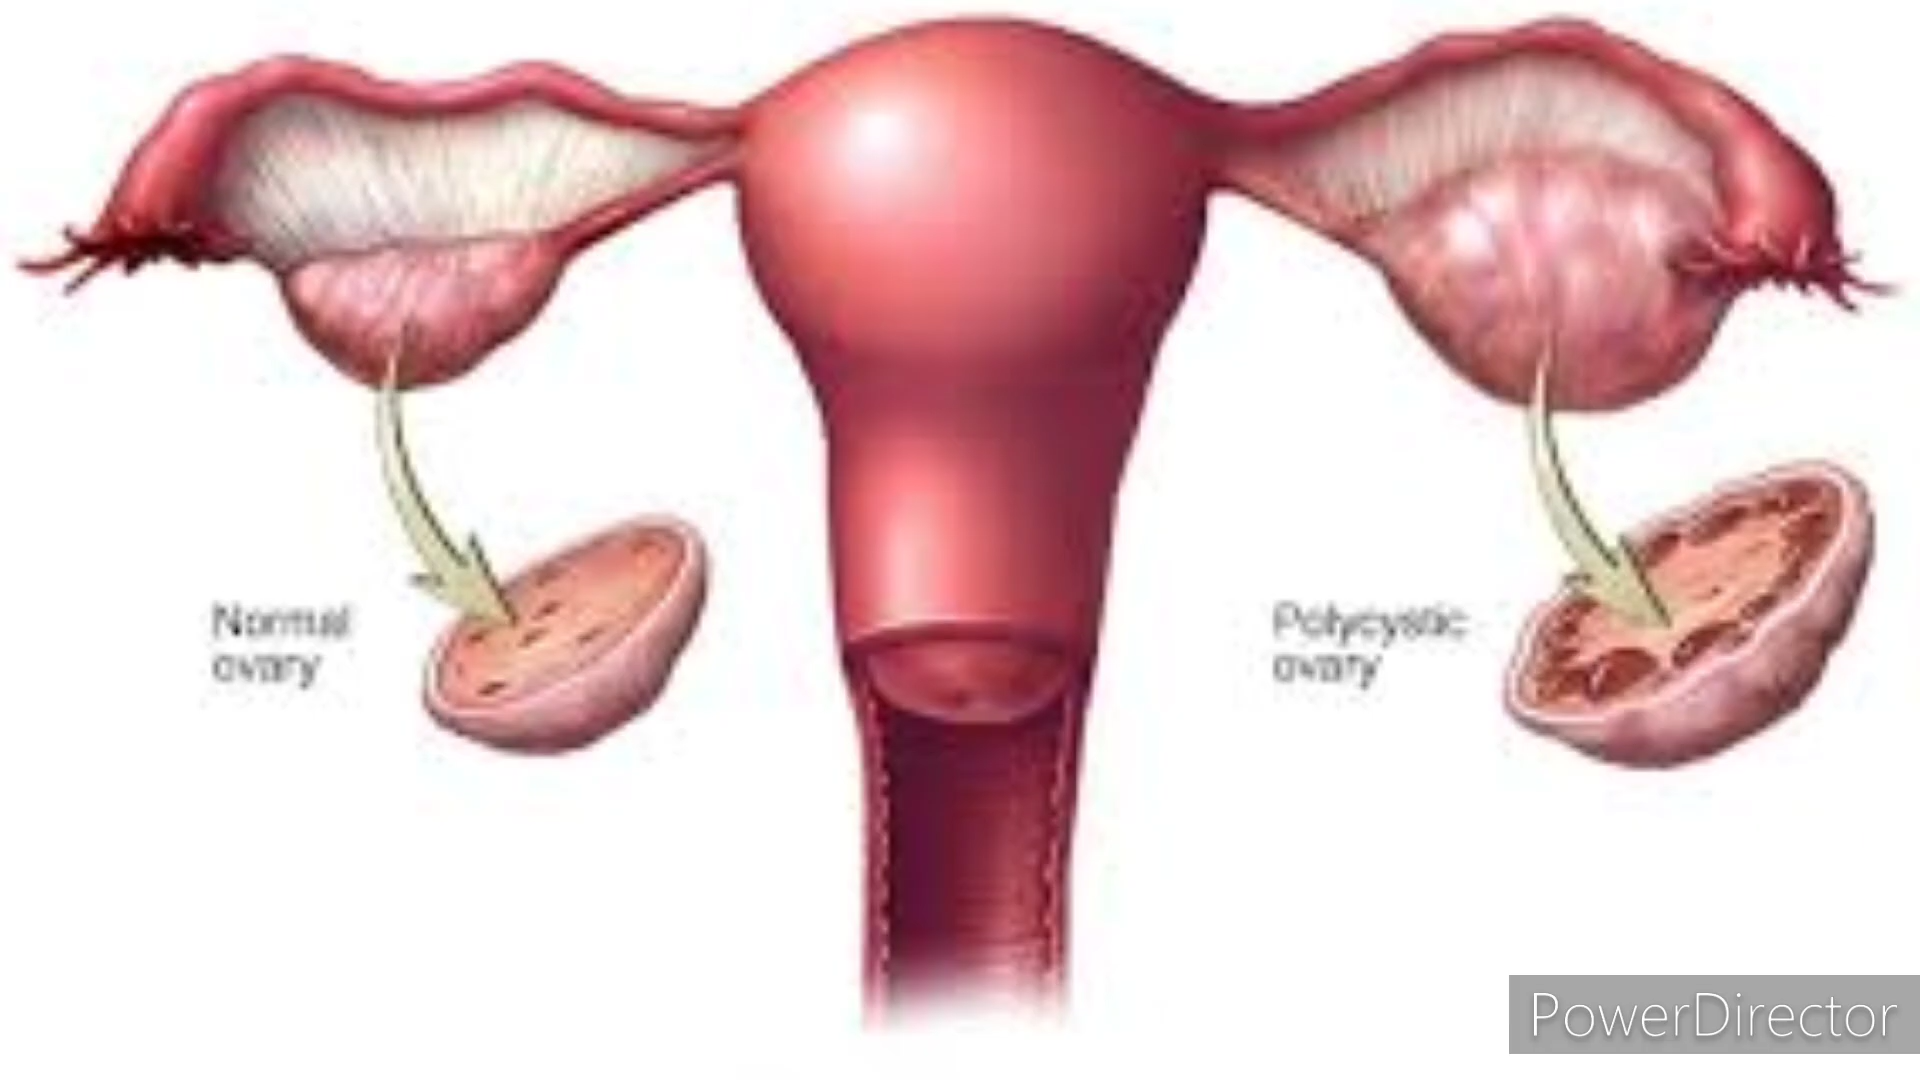 Normal
ovary
Polycystic
ovary
PowerDirector